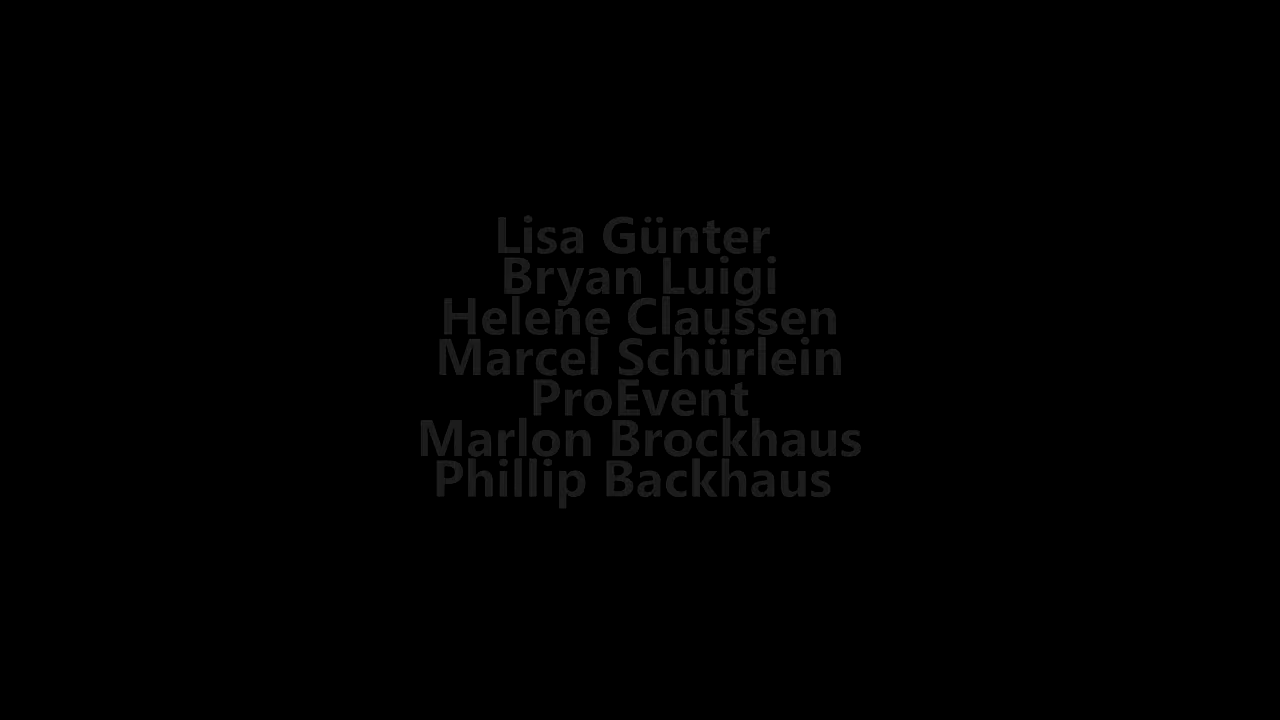 Lisa Günter
Bryan Luigi
Helene Claussen
Marcel Schürlein
ProEvent
Marlon Brockhaus
Phillip Backhaus